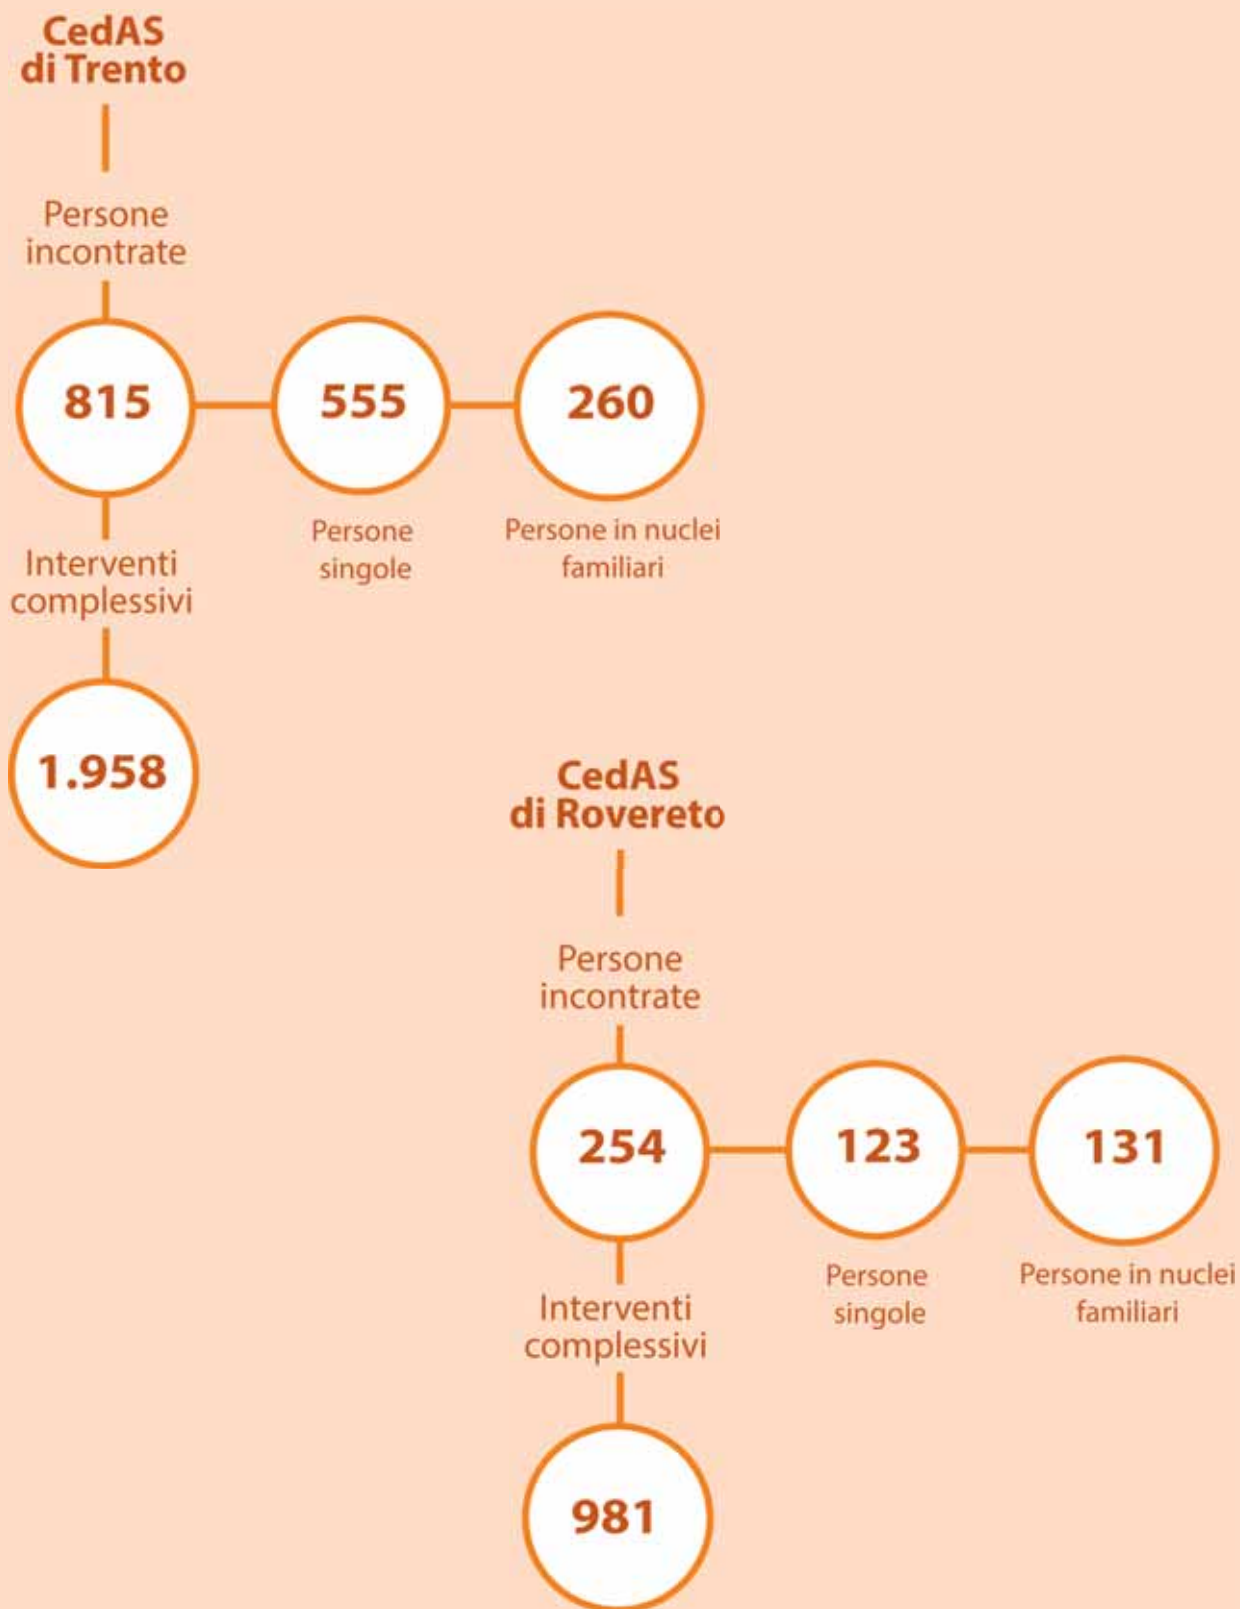 CedAS
di Trento
Persone
incontrate
815
555
260
Persone
singole
Persone in nuclei
familiari
Interventi
complessivi
1.958
CedAS
di Rovereto
Persone
incontrate
254
123
131
Persone
singole
Persone in nuclei
familiari
Interventi
complessivi
981